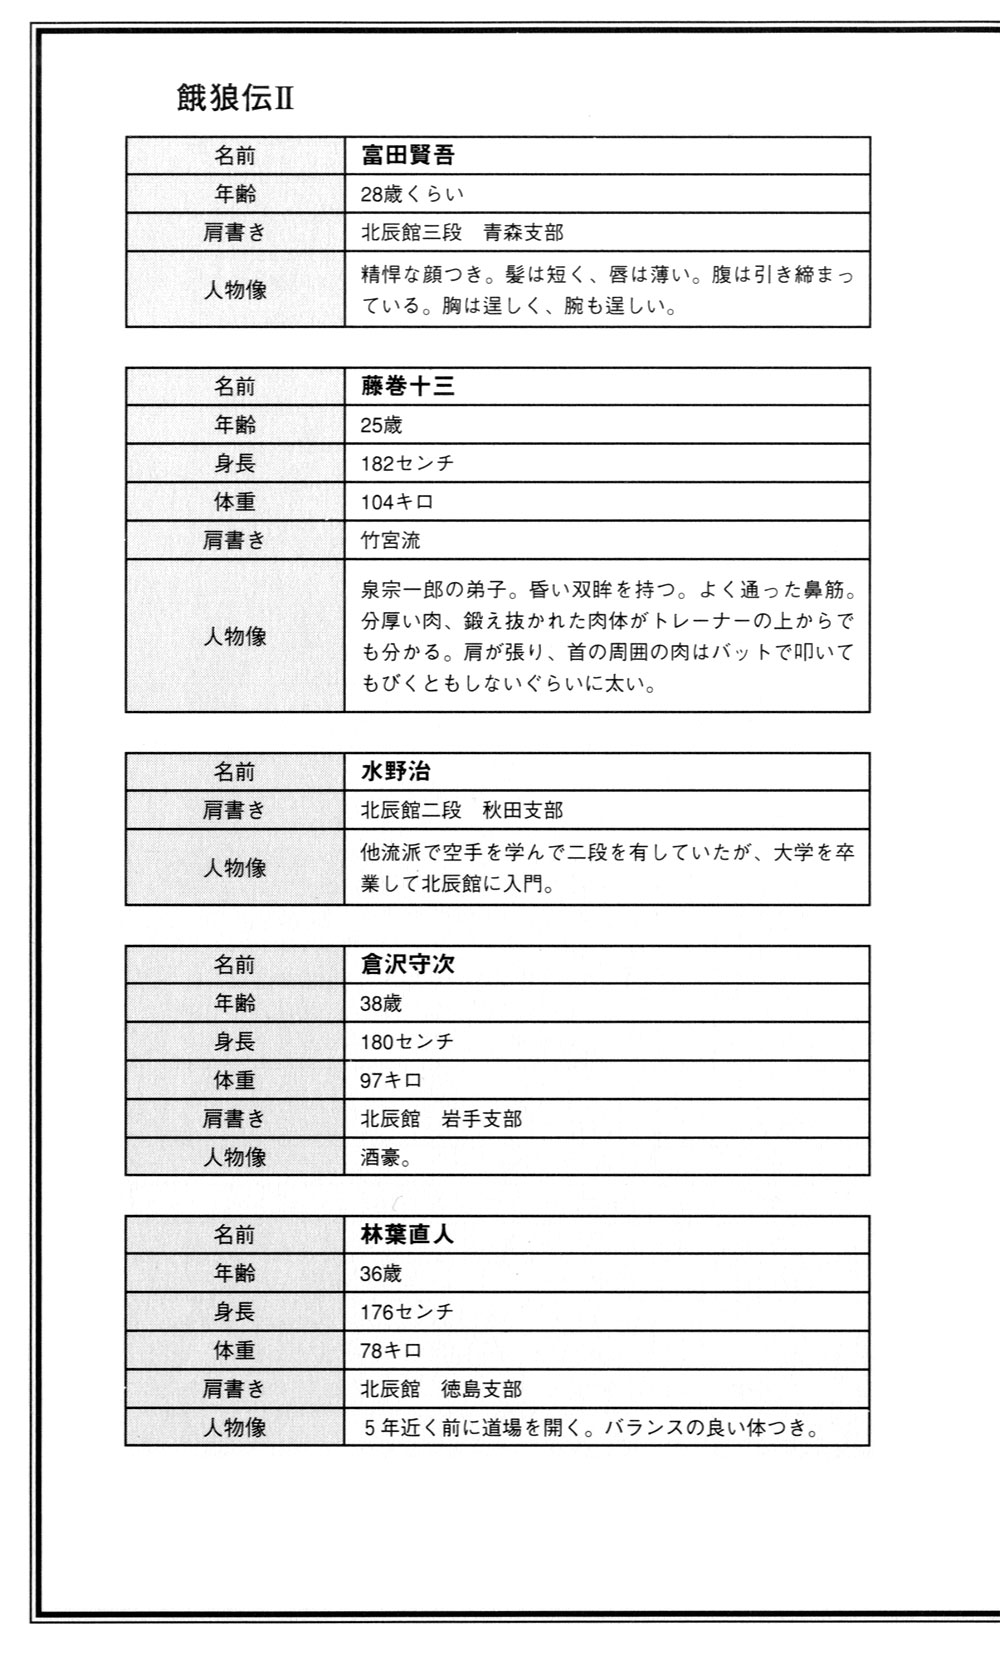 餓狼伝Ⅱ
名前 富田賢吾
年齢 28歳くらい
肩書き 北辰館三段　青森支部
人物像 精悍な顔つき。髪は短く、唇は薄い。腹は引き締まっ
ている。胸は逞しく、腕も逞しい。
名前 藤巻十三
年齢 25歳
身長 182センチ
体重 104キロ
肩書き 竹宮流
人物像 泉宗一郎の弟子。昏い双眸を持つ。よく通った鼻筋。
分厚い肉、鍛え抜かれた肉体がトレーナーの上からで
も分かる。肩が張り、首の周囲の肉はバットで叩いて
もびくともしないぐらいに太い。
名前 水野治
肩書き 北辰館二段　秋田支部
人物像 他流派で空手を学んで二段を有していたが、大学を卒
業して北辰館に入門。
名前 倉沢守次
年齢 38歳
身長 180センチ
体重 97キロ
肩書き 北辰館　岩手支部
人物像 酒豪。
名前 林葉直人
年齢 36歳
身長 176センチ
体重 78キロ
肩書き 北辰館　徳島支部
人物像 5年近く前に道場を開く。バランスの良い体つき。